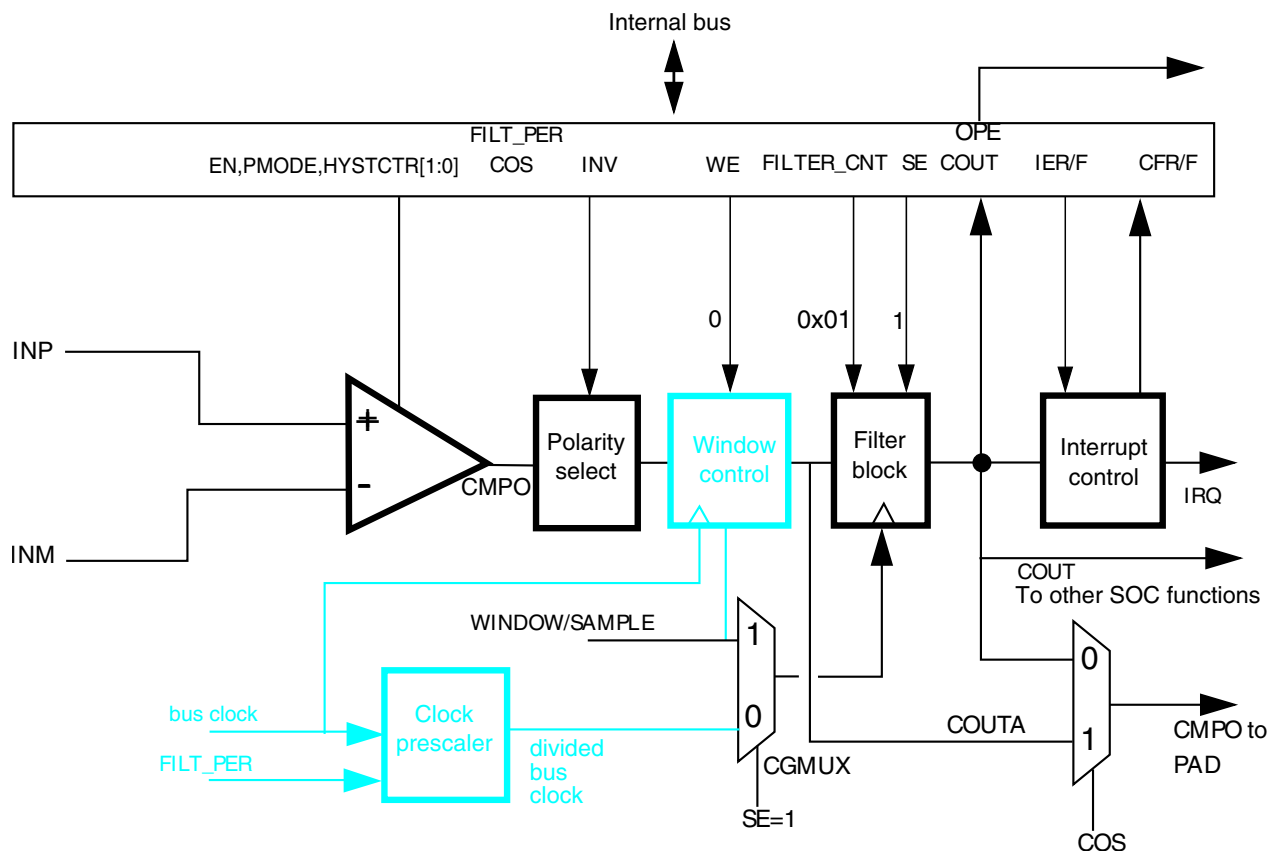 Internal bus
FILT_PER
OPE
EN,PMODE,HYSTCTR[1:0]
COS
INV
WE
FILTER_CNT
SE
COUT
IER/F
CFR/F
0
0x01
1
INP
+
-
INM
CMPO
Polarity
select
Window
control
Filter
block
Interrupt
control
IRQ
COUT
To other SOC functions
WINDOW/SAMPLE
1
0
CGMUX
SE=1
bus clock
FILT_PER
Clock
prescaler
divided
bus
clock
COUTA
0
1
COS
CMPO to
PAD